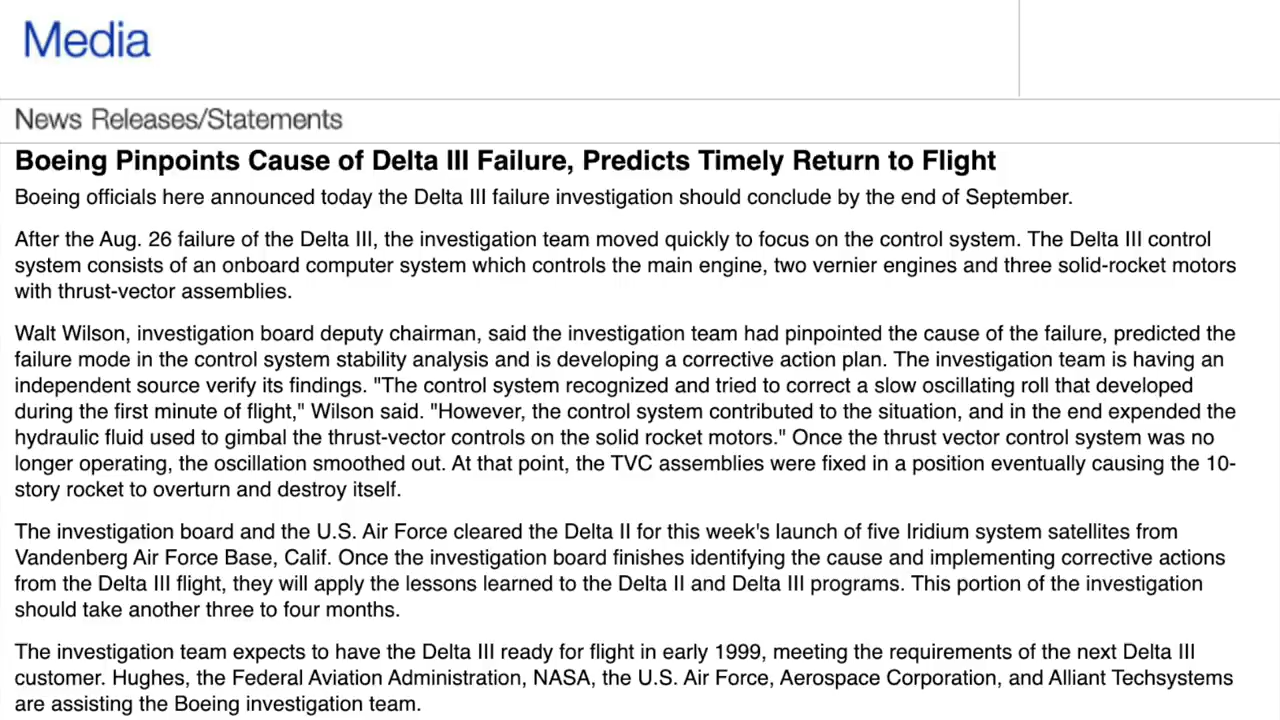 Media
News Releases/Statements
Boeing Pinpoints Cause of Delta III Failure, Predicts Timely Return to Flight
Boeing officials here announced today the Delta III failure investigation should conclude by the end of September.
After the Aug. 26 failure of the Delta III, the investigation team moved quickly to focus on the control system. The Delta III control
system consists of an onboard computer system which controls the main engine, two vernier engines and three solid-rocket motors
with thrust-vector assemblies.
Walt Wilson, investigation board deputy chairman, said the investigation team had pinpointed the cause of the failure, predicted the
failure mode in the control system stability analysis and is developing a corrective action plan. The investigation team is having an
independent source verify its findings. "The control system recognized and tried to correct a slow oscillating roll that developed
during the first minute of flight," Wilson said. "However, the control system contributed to the situation, and in the end expended the
hydraulic fluid used to gimbal the thrust-vector controls on the solid rocket motors." Once the thrust vector control system was no
longer operating, the oscillation smoothed out. At that point, the TVC assemblies were fixed in a position eventually causing the 10-
story rocket to overturn and destroy itself.
The investigation board and the U.S. Air Force cleared the Delta II for this week's launch of five Iridium system satellites from
Vandenberg Air Force Base, Calif. Once the investigation board finishes identifying the cause and implementing corrective actions
from the Delta III flight, they will apply the lessons learned to the Delta II and Delta III programs. This portion of the investigation
should take another three to four months.
The investigation team expects to have the Delta III ready for flight in early 1999, meeting the requirements of the next Delta III
customer. Hughes, the Federal Aviation Administration, NASA, the U.S. Air Force, Aerospace Corporation, and Alliant Techsystems
are assisting the Boeing investigation team.